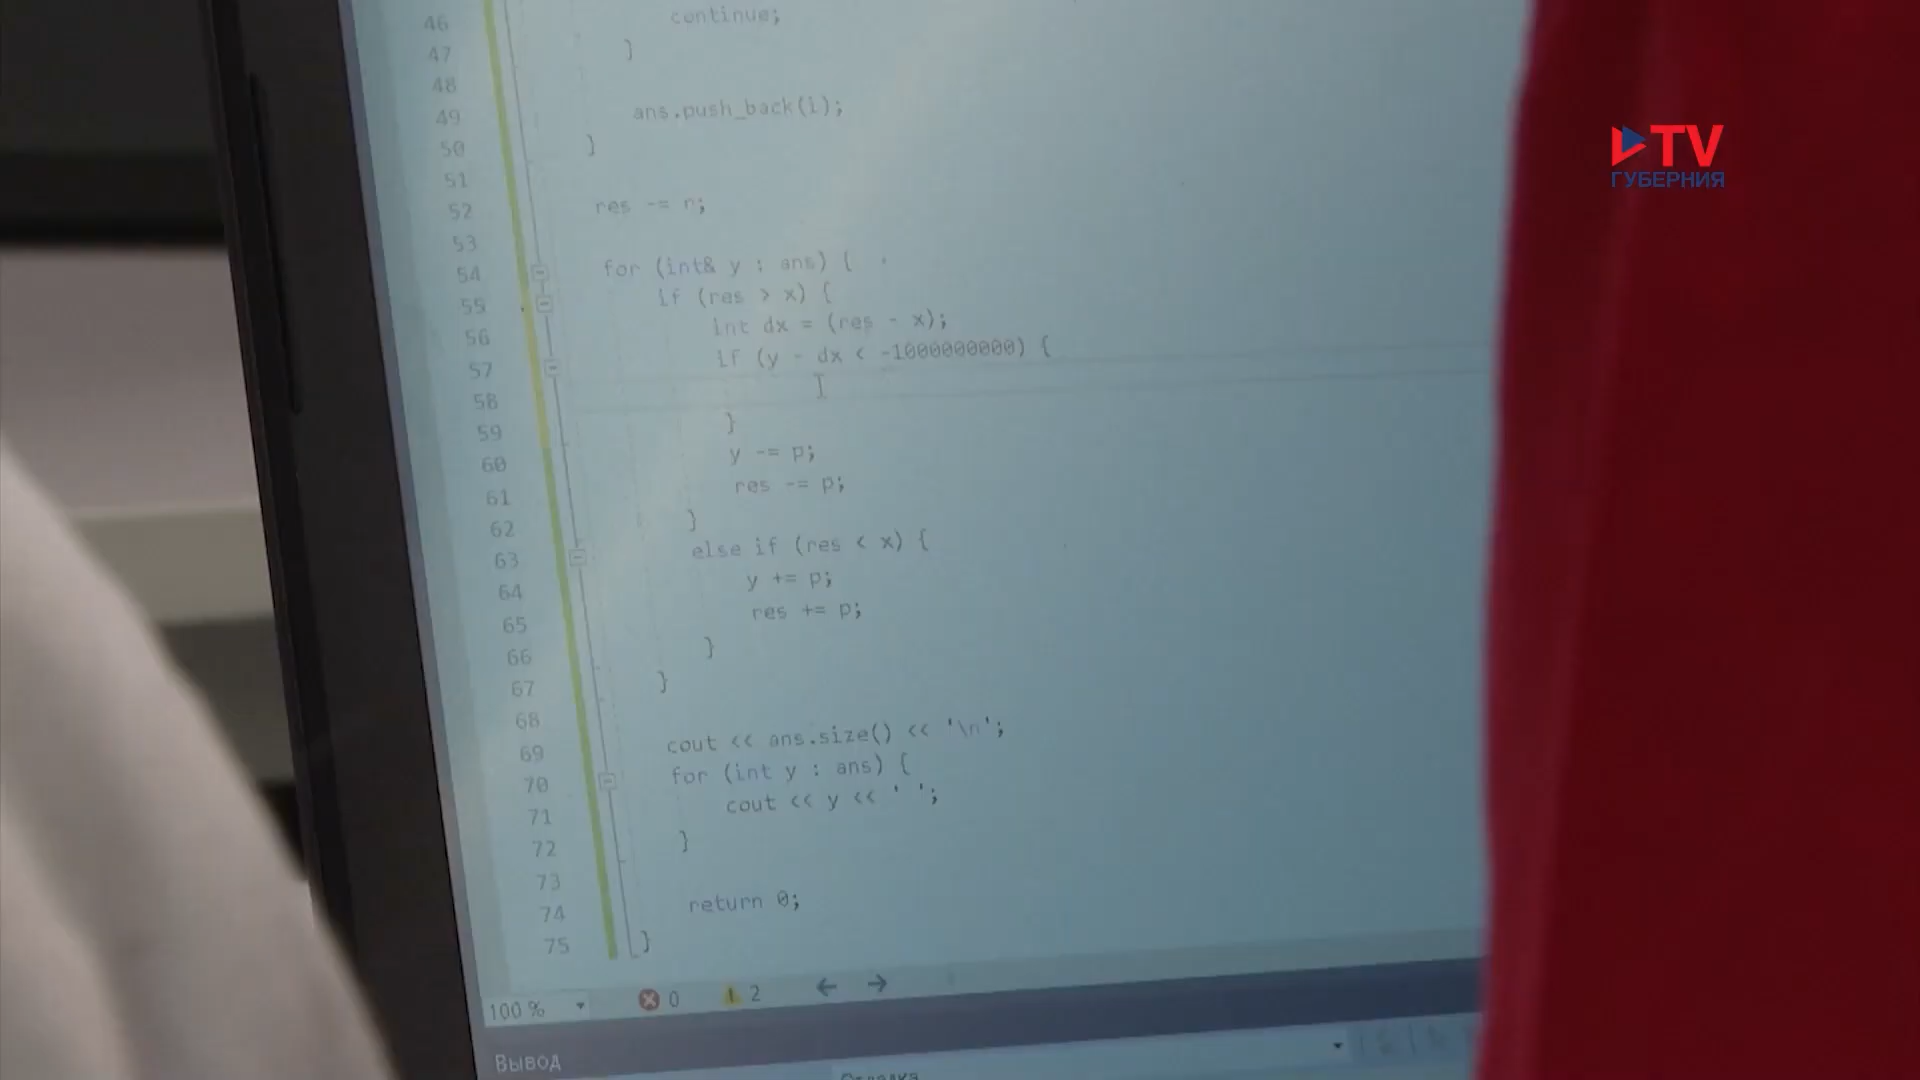 46 continue;
47 }
48
49 ans.push_back(i);
50 }
51
52 res -= n;
53
54 for (int& y : ans) {
55 if (res > x) {
56 int dx = (res - x);
57 if (y - dx < -1000000000) {
58
59 }
60 y -= p;
61 res -= p;
62 }
63 else if (res < x) {
64 y += p;
65 res += p;
66 }
67 }
68
69 cout << ans.size() << '\n';
70 for (int y : ans) {
71 cout << y << ' ';
72 }
73
74 return 0;
75 }
100 % 0 2
Вывод
TV
ГУБЕРНИЯ